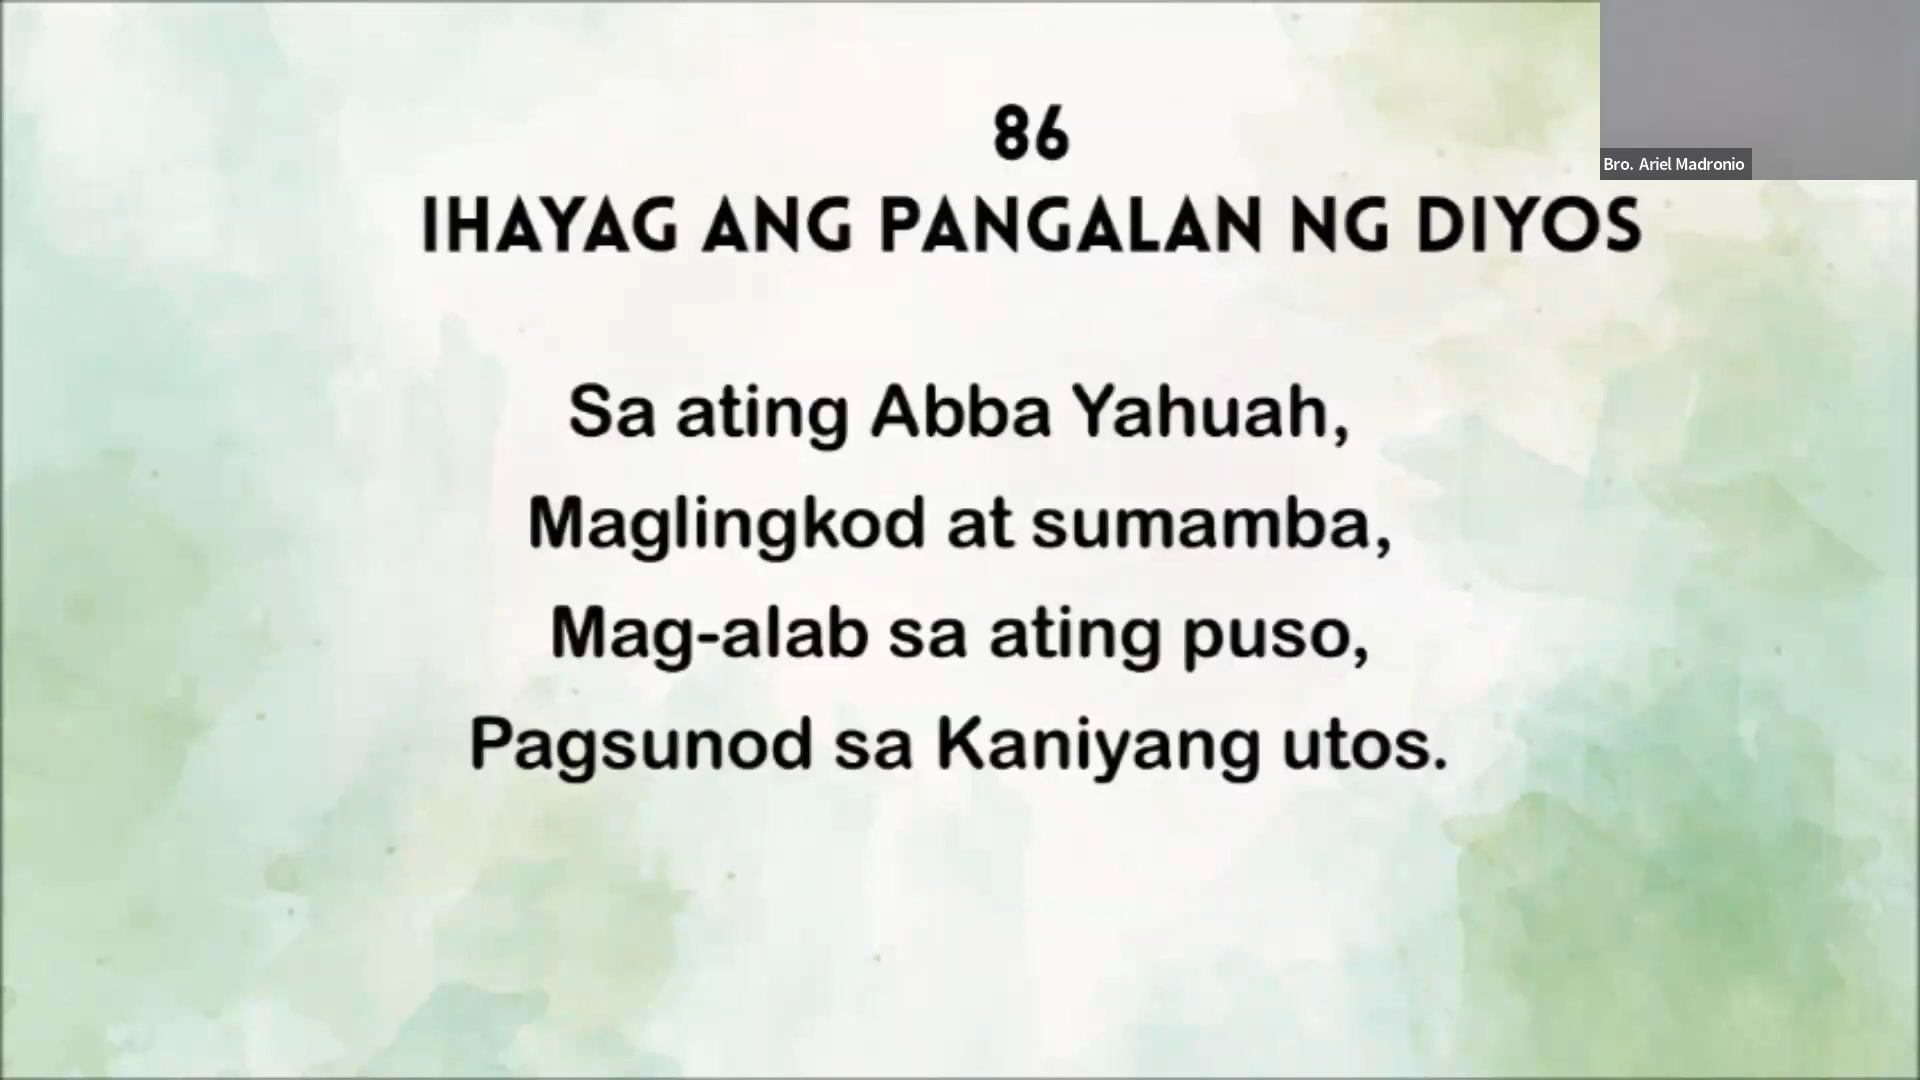 86
IHAYAG ANG PANGALAN NG DIYOS
Bro. Ariel Madronio
Sa ating Abba Yahuah,
Maglingkod at sumamba,
Mag-alab sa ating puso,
Pagsunod sa Kaniyang utos.